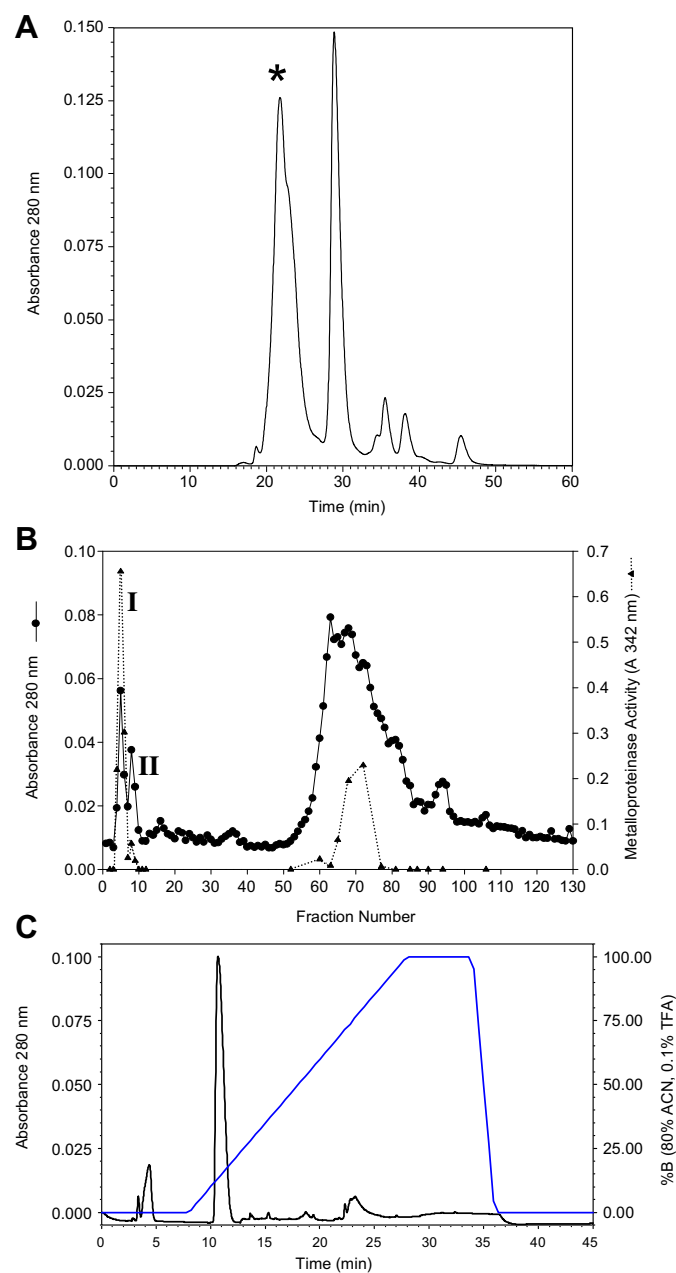 A
*
0.150
0.125
0.100
0.075
0.050
0.025
0.000
Absorbance 280 nm
0 10 20 30 40 50 60
Time (min)
B
0.10
0.08
0.06
0.04
0.02
0.00
Absorbance 280 nm
I
II
0.7
0.6
0.5
0.4
0.3
0.2
0.1
0.0
Metalloproteinase Activity (A 342 nm)
0 10 20 30 40 50 60 70 80 90 100 110 120 130
Fraction Number
C
0.100
0.075
0.050
0.025
0.000
Absorbance 280 nm
100.00
75.00
50.00
25.00
0.00
%B (80% ACN, 0.1% TFA)
0 5 10 15 20 25 30 35 40 45
Time (min)